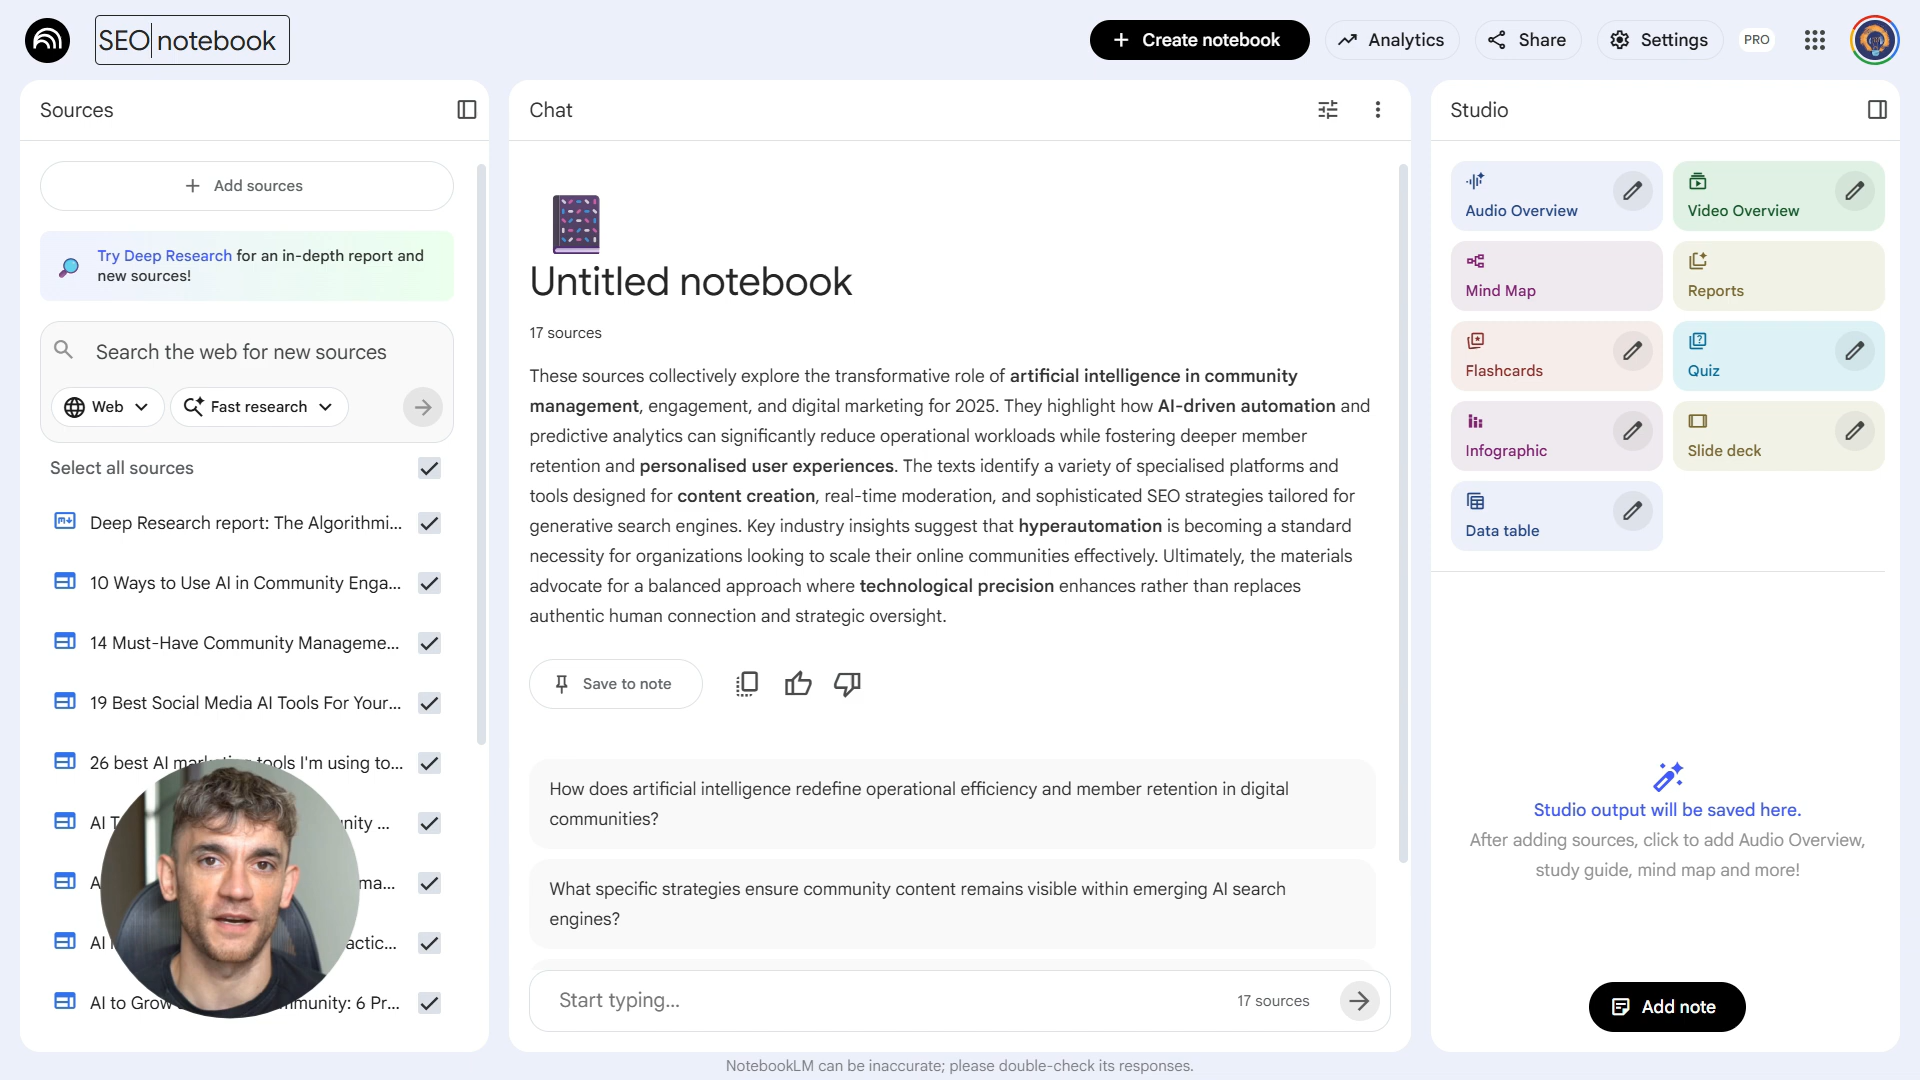 SEO notebook
Create notebook
Analytics
Share
Settings
PRO
Sources
Add sources
Try Deep Research for an in-depth report and
new sources!
Search the web for new sources
Web
Fast research
Select all sources
Deep Research report: The Algorithmi...
10 Ways to Use AI in Community Enga...
14 Must-Have Community Manageme...
19 Best Social Media AI Tools For Your...
26 best AI marketing tools I'm using to...
AI
AI
AI to Grow
Chat
Untitled notebook
17 sources
These sources collectively explore the transformative role of artificial intelligence in community
management, engagement, and digital marketing for 2025. They highlight how AI-driven automation and
predictive analytics can significantly reduce operational workloads while fostering deeper member
retention and personalised user experiences. The texts identify a variety of specialised platforms and
tools designed for content creation, real-time moderation, and sophisticated SEO strategies tailored for
generative search engines. Key industry insights suggest that hyperautomation is becoming a standard
necessity for organizations looking to scale their online communities effectively. Ultimately, the materials
advocate for a balanced approach where technological precision enhances rather than replaces
authentic human connection and strategic oversight.
Save to note
How does artificial intelligence redefine operational efficiency and member retention in digital
communities?
What specific strategies ensure community content remains visible within emerging AI search
engines?
Start typing...
17 sources
Studio
Audio Overview
Video Overview
Mind Map
Reports
Flashcards
Quiz
Infographic
Slide deck
Data table
Studio output will be saved here.
After adding sources, click to add Audio Overview,
study guide, mind map and more!
Add note
NotebookLM can be inaccurate; please double-check its responses.